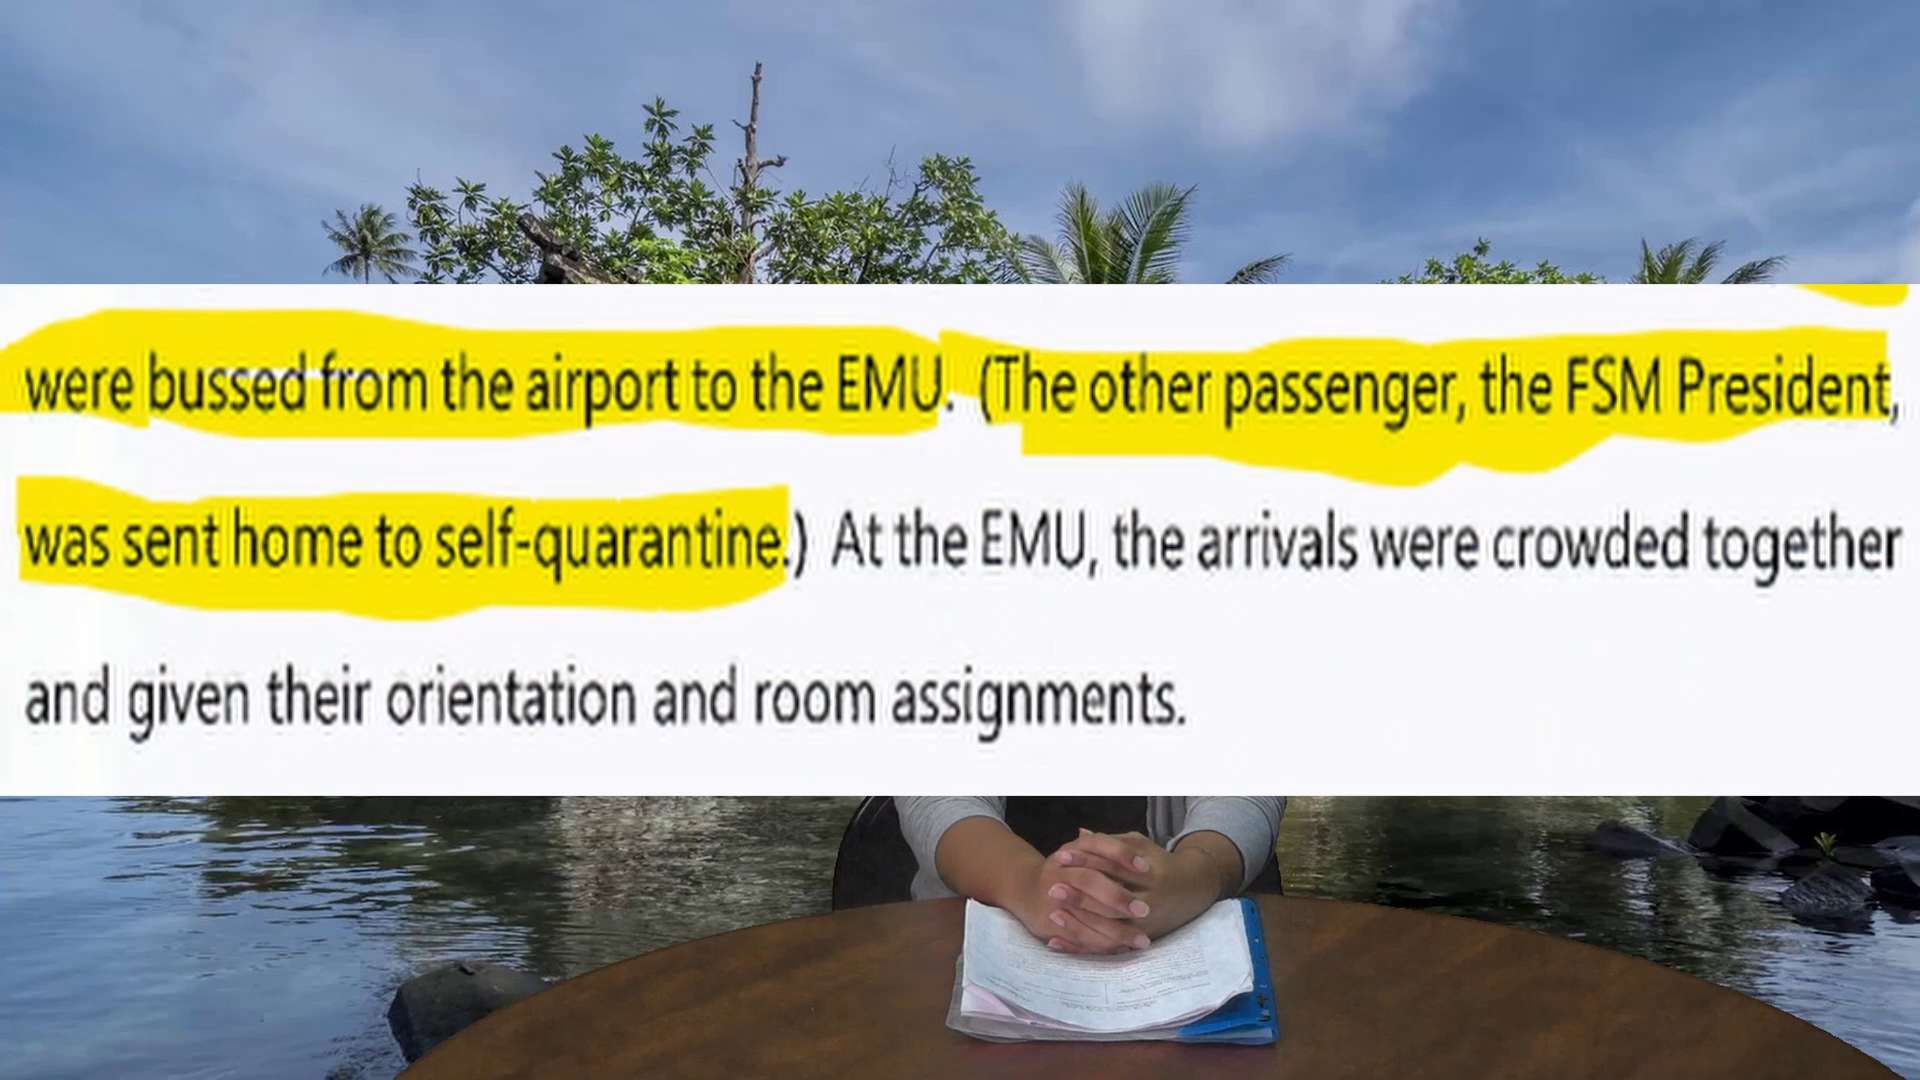 were bussed from the airport to the EMU. (The other passenger, the FSM President,
was sent home to self-quarantine.) At the EMU, the arrivals were crowded together
and given their orientation and room assignments.